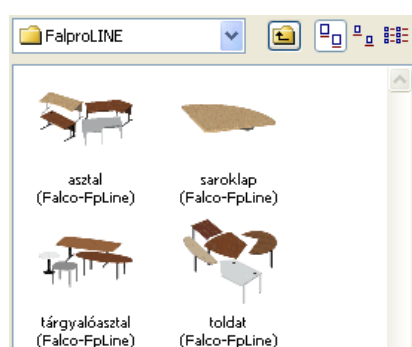 FalproLINE
asztal
(Falco-FpLine)
saroklap
(Falco-FpLine)
tárgyalóasztal
(Falco-FpLine)
toldat
(Falco-FpLine)